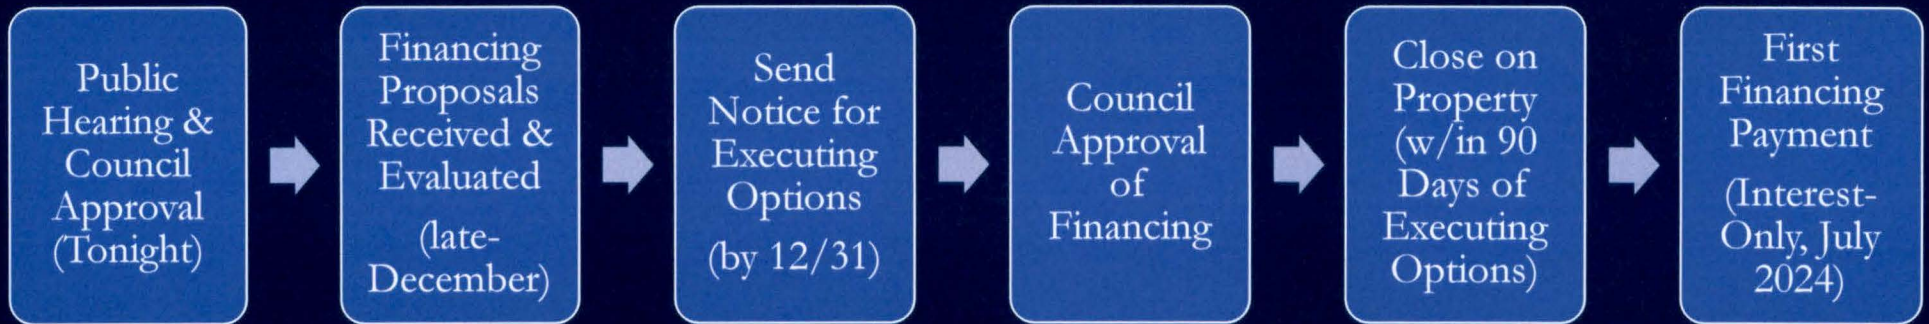 Public
Hearing &
Council
Approval
(Tonight)
Financing
Proposals
Received &
Evaluated
(late-
December)
Send
Notice for
Executing
Options
(by 12/31)
Council
Approval
of
Financing
Close on
Property
(w/in 90
Days of
Executing
Options)
First
Financing
Payment
(Interest-
Only, July
2024)